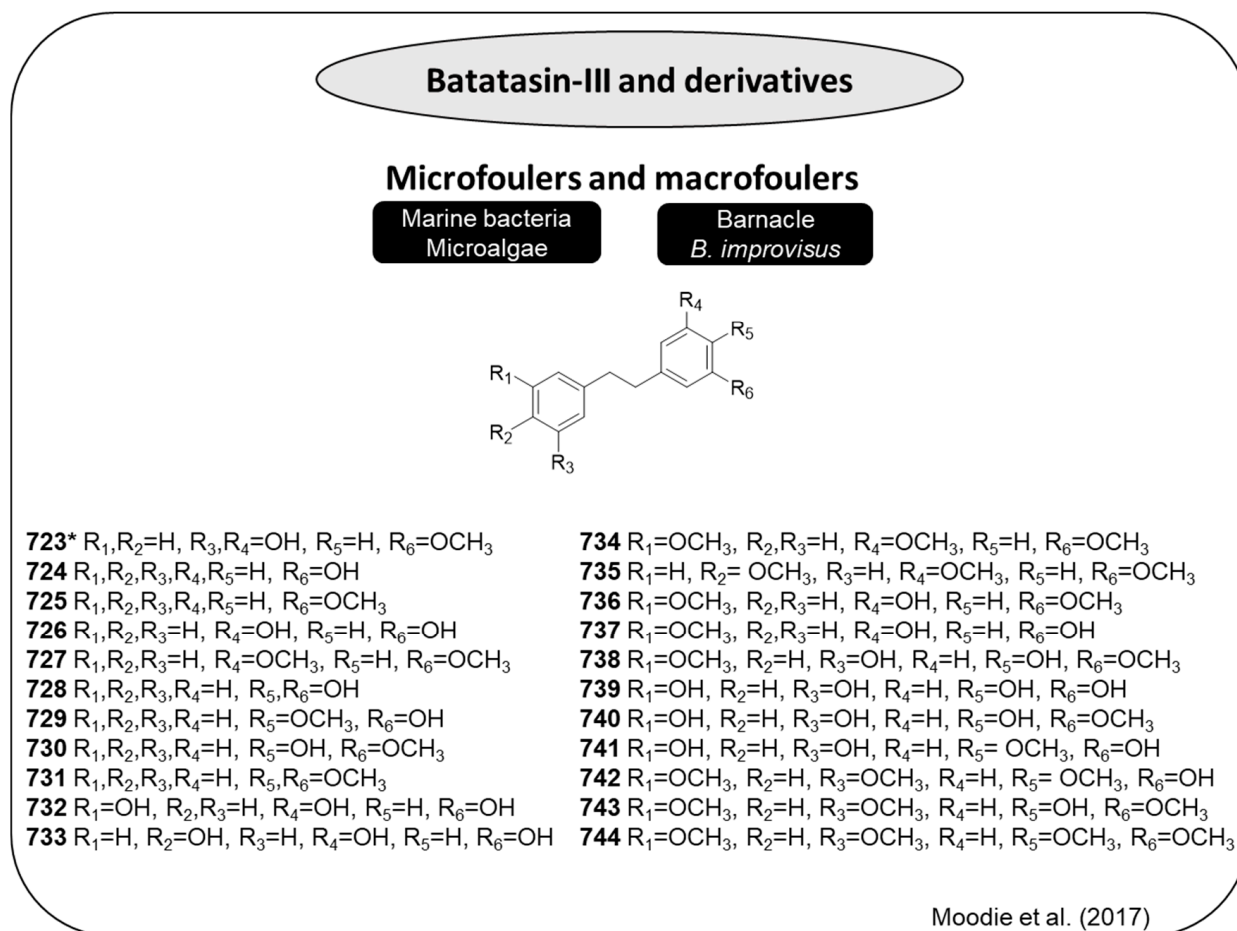 Batatasin-III and derivatives
Microfoulers and macrofoulers
Marine bacteria
Microalgae
Barnacle
B. improvisus
R₄
R₅
R₁
R₆
R₂
R₃
723* R₁,R₂=H, R₃,R₄=OH, R₅=H, R₆=OCH₃
724 R₁,R₂,R₃,R₄,R₅=H, R₆=OH
725 R₁,R₂,R₃,R₄,R₅=H, R₆=OCH₃
726 R₁,R₂,R₃=H, R₄=OH, R₅=H, R₆=OH
727 R₁,R₂,R₃=H, R₄=OCH₃, R₅=H, R₆=OCH₃
728 R₁,R₂,R₃,R₄=H, R₅,R₆=OH
729 R₁,R₂,R₃,R₄=H, R₅=OCH₃, R₆=OH
730 R₁,R₂,R₃,R₄=H, R₅=OH, R₆=OCH₃
731 R₁,R₂,R₃,R₄=H, R₅,R₆=OCH₃
732 R₁=OH, R₂,R₃=H, R₄=OH, R₅=H, R₆=OH
733 R₁=H, R₂=OH, R₃=H, R₄=OH, R₅=H, R₆=OH
734 R₁=OCH₃, R₂,R₃=H, R₄=OCH₃, R₅=H, R₆=OCH₃
735 R₁=H, R₂= OCH₃, R₃=H, R₄=OCH₃, R₅=H, R₆=OCH₃
736 R₁=OCH₃, R₂,R₃=H, R₄=OH, R₅=H, R₆=OCH₃
737 R₁=OCH₃, R₂,R₃=H, R₄=OH, R₅=H, R₆=OH
738 R₁=OCH₃, R₂=H, R₃=OH, R₄=H, R₅=OH, R₆=OCH₃
739 R₁=OH, R₂=H, R₃=OH, R₄=H, R₅=OH, R₆=OH
740 R₁=OH, R₂=H, R₃=OH, R₄=H, R₅=OH, R₆=OCH₃
741 R₁=OH, R₂=H, R₃=OH, R₄=H, R₅= OCH₃, R₆=OH
742 R₁=OCH₃, R₂=H, R₃=OCH₃, R₄=H, R₅= OCH₃, R₆=OH
743 R₁=OCH₃, R₂=H, R₃=OCH₃, R₄=H, R₅=OH, R₆=OCH₃
744 R₁=OCH₃, R₂=H, R₃=OCH₃, R₄=H, R₅=OCH₃, R₆=OCH₃
Moodie et al. (2017)